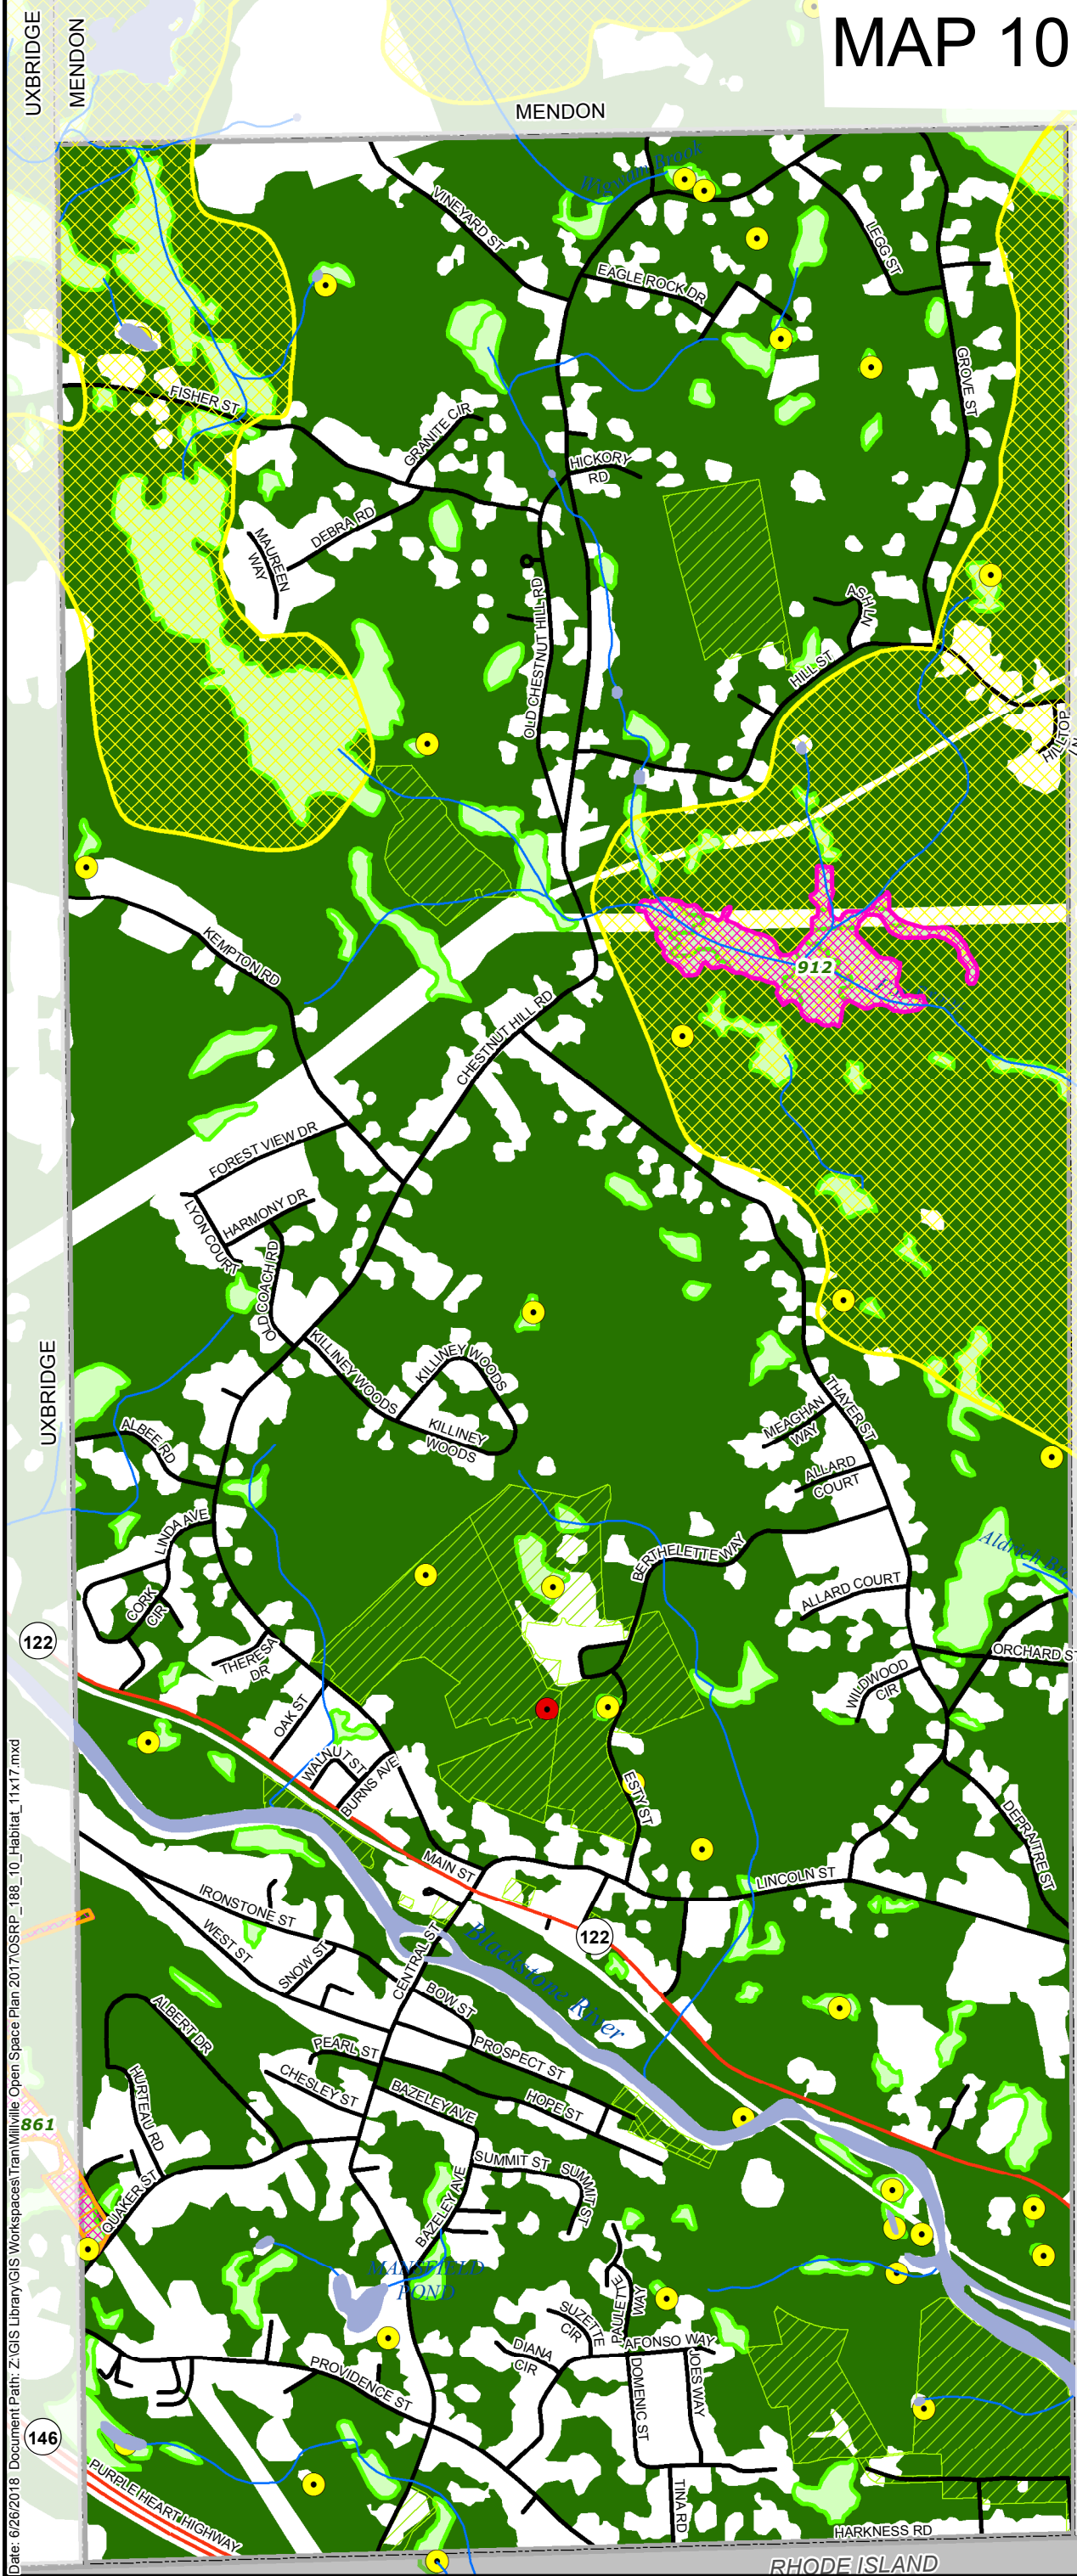 MAP 10
UXBRIDGE
MENDON
MENDON
Wigwam Brook
VINEYARD ST
LEGG ST
EAGLE ROCK DR
GROVE ST
FISHER ST
GRANITE CIR
HICKORY
RD
DEBRA RD
MAUREEN
WAY
OLD CHESTNUT HILL RD
ASH LN
HILL ST
HILLTOP
LN
KEMPTON RD
912
CHESTNUT HILL RD
FOREST VIEW DR
HARMONY DR
LYON COURT
OLD COACH RD
UXBRIDGE
KILLINEY WOODS
KILLINEY WOODS
KILLINEY
WOODS
THAYER ST
MEAGHAN
WAY
ALLARD
COURT
ALBEE RD
LINDA AVE
BERTHELETTE WAY
Aldrich Br
CORK
CIR
ALLARD COURT
122
THERESA
DR
ORCHARD ST
WILDWOOD
CIR
OAK ST
WALNUT ST
BURNS AVE
ESTY ST
DEPRAITRE ST
MAIN ST
LINCOLN ST
IRONSTONE ST
122
WEST ST
SNOW ST
CENTRAL ST
Blackstone River
BOW ST
ALBERT DR
PEARL ST
PROSPECT ST
CHESLEY ST
BAZELEY AVE
HOPE ST
HURTEAU RD
861
SUMMIT ST
SUMMIT ST
QUAKER ST
BAZELEY AVE
MANSFIELD
POND
PAULETTE
WAY
SUZETTE
CIR
DIANA
CIR
AFONSO WAY
DOMENIC ST
JOES WAY
PROVIDENCE ST
146
PURPLE HEART HIGHWAY
TINA RD
HARKNESS RD
RHODE ISLAND
Date: 6/26/2018 Document Path: Z:\GIS Library\GIS Workspaces\Tran\Millville Open Space Plan 2017\OSRP_188_10_Habitat_11x17.mxd